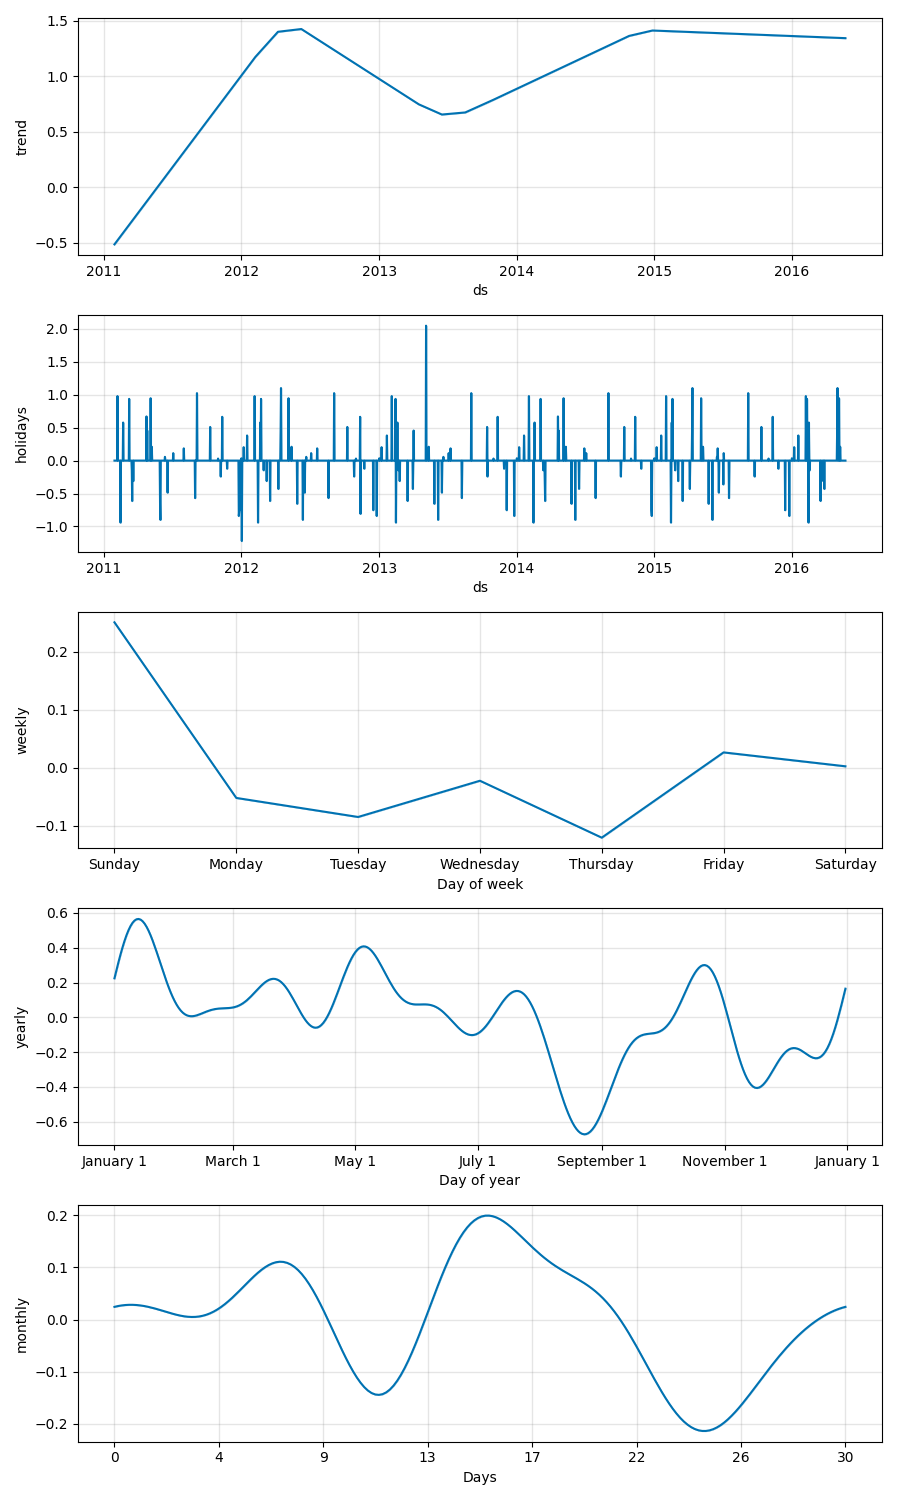 1.5
1.0
0.5
0.0
−0.5
trend
2011 2012 2013 2014 2015 2016
ds
2.0
1.5
1.0
0.5
0.0
−0.5
−1.0
holidays
2011 2012 2013 2014 2015 2016
ds
0.2
0.1
0.0
−0.1
weekly
Sunday Monday Tuesday Wednesday Thursday Friday Saturday
Day of week
0.6
0.4
0.2
0.0
−0.2
−0.4
−0.6
yearly
January 1 March 1 May 1 July 1 September 1 November 1 January 1
Day of year
0.2
0.1
0.0
−0.1
−0.2
monthly
0 4 9 13 17 22 26 30
Days